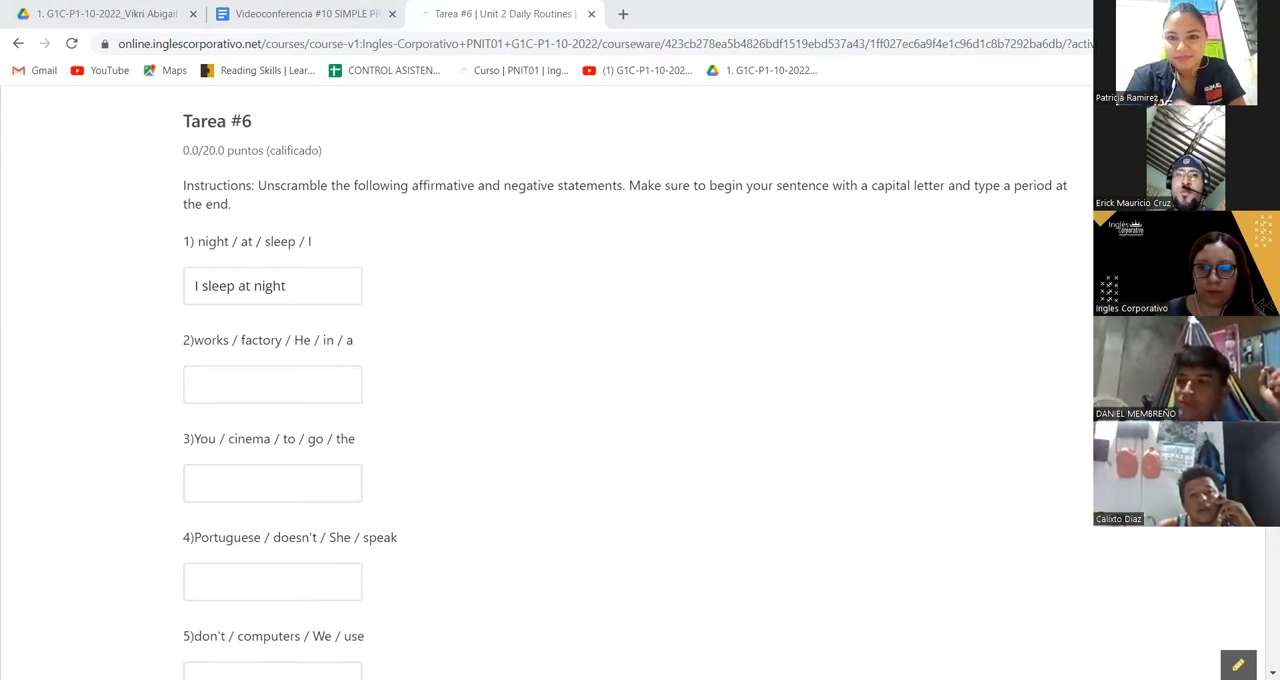 1. G1C-P1-10-2022_Vikri Abigail
Videoconferencia #10 SIMPLE PR
Tarea #6 | Unit 2 Daily Routines |
online.inglescorporativo.net/courses/course-v1:Ingles-Corporativo+PNIT01+G1C-P1-10-2022/courseware/423cb278ea5b4826bdf1519ebd537a43/1ff027ec6a9f4e1c96d1c8b7292ba6db/?activ
Gmail
YouTube
Maps
Reading Skills | Lear...
CONTROL ASISTEN...
Curso | PNIT01 | Ing...
(1) G1C-P1-10-202...
1. G1C-P1-10-2022...
Tarea #6
0.0/20.0 puntos (calificado)
Instructions: Unscramble the following affirmative and negative statements. Make sure to begin your sentence with a capital letter and type a period at
the end.
1) night / at / sleep / I
I sleep at night
2)works / factory / He / in / a
3)You / cinema / to / go / the
4)Portuguese / doesn't / She / speak
5)don't / computers / We / use
Patricia Ramirez
Erick Mauricio Cruz
Inglés
Corporativo
Ingles Corporativo
DANIEL MEMBREÑO
Calixto Diaz